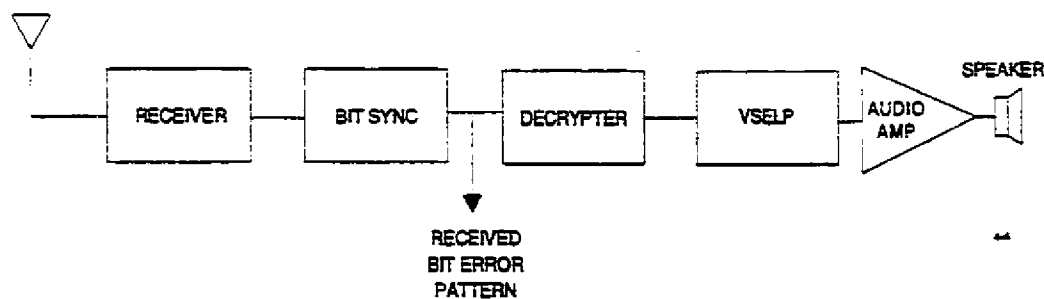 SPEAKER
RECEIVER
BIT SYNC
DECRYPTER
VSELP
AUDIO
AMP
RECEIVED
BIT ERROR
PATTERN